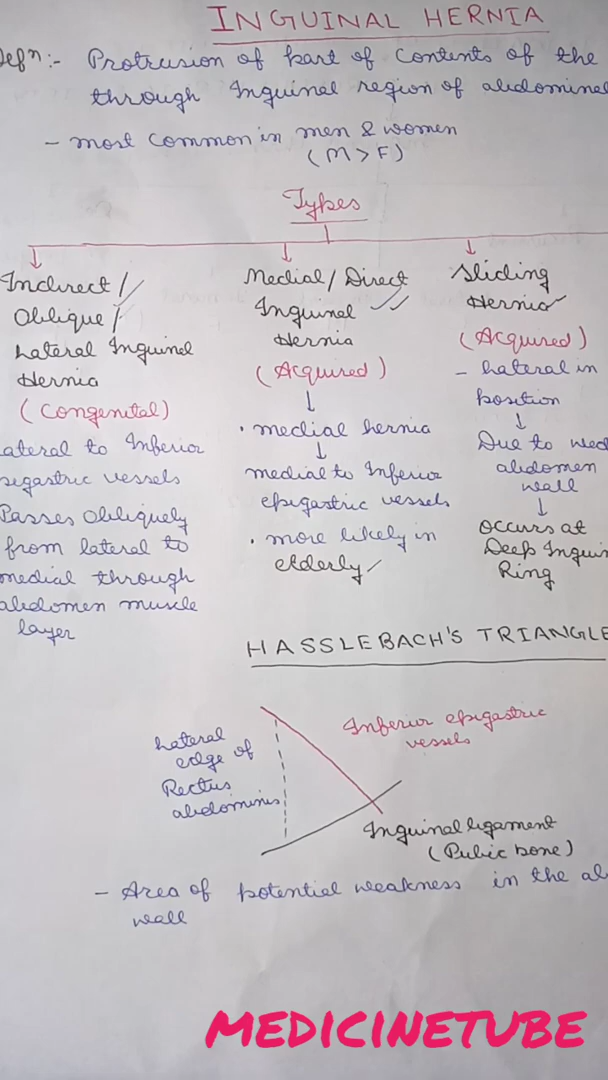 INGUINAL HERNIA
Defⁿ:- Protrusion of part of contents of the
through Inguinal region of abdominal
- most common in men & women
(M > F)
Types
Indirect /
Oblique /
Lateral Inguinal
Hernia
(Congenital)
Lateral to Inferior
epigastric vessels
Passes obliquely
from lateral to
medial through
abdomen muscle
layer
Medial / Direct
Inguinal
Hernia
(Acquired)
• medial hernia
medial to Inferior
epigastric vessels
• more likely in
elderly
Sliding
Hernia
(Acquired)
- Lateral in
position
Due to weak
abdomen
wall
occurs at
Deep Inguin
Ring
HASSLEBACH'S TRIANGLE
Lateral
edge of
Rectus
abdominis
Inferior epigastric
vessels
Inguinal ligament
(Pubic bone)
- Area of potential weakness in the
wall
MEDICINETUBE